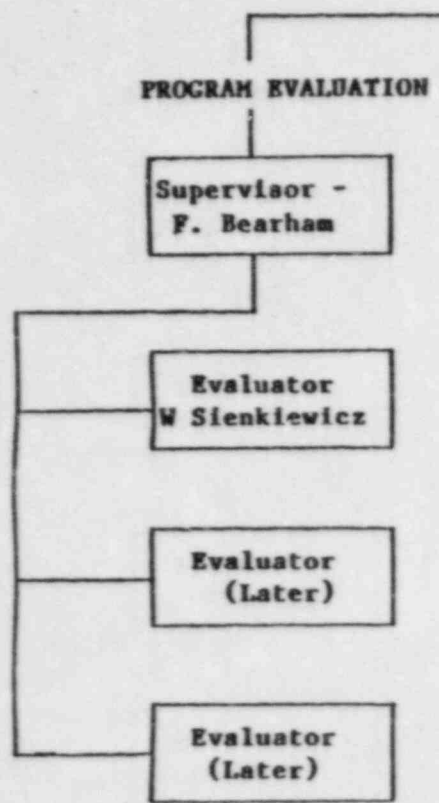 PROGRAM EVALUATION
Supervisor -
F. Bearham
Evaluator
W Sienkiewicz
Evaluator
(Later)
Evaluator
(Later)